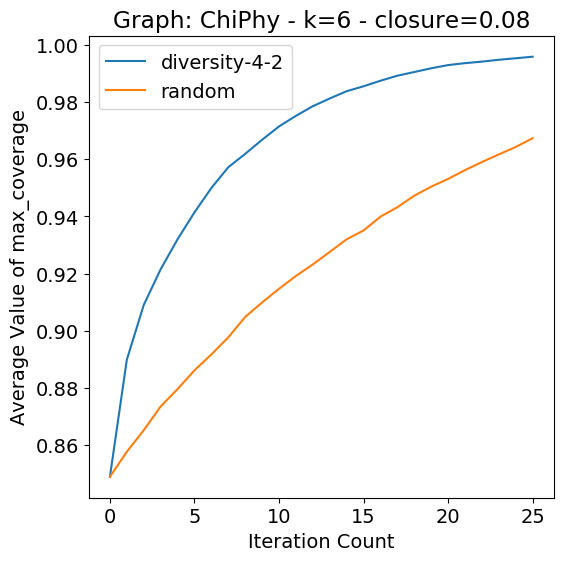 Graph: ChiPhy - k=6 - closure=0.08
1.00
0.98
0.96
0.94
0.92
0.90
0.88
0.86
Average Value of max_coverage
diversity-4-2
random
0
5
10
15
20
25
Iteration Count